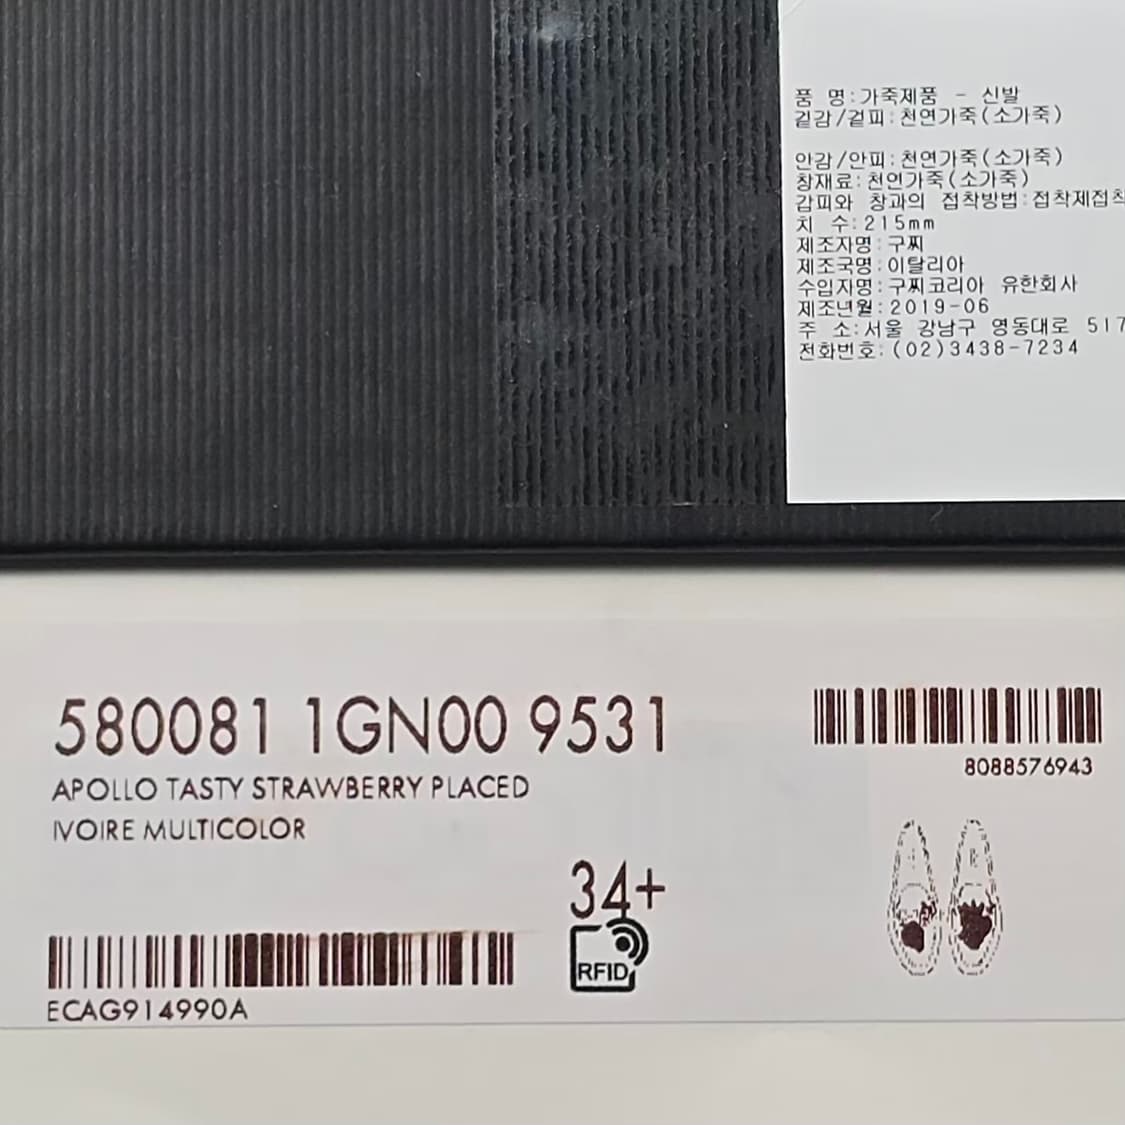 품 명:가죽제품 - 신발
겉감/겉피:천연가죽(소가죽)
안감/안피:천연가죽(소가죽)
창재료:천연가죽(소가죽)
갑피와 창과의 접착방법:접착제접착
치 수:215mm
제조자명:구찌
제조국명:이탈리아
수입자명:구찌코리아 유한회사
제조년월:2019-06
주 소:서울 강남구 영동대로 517
전화번호:(02)3438-7234
580081 1GN00 9531
APOLLO TASTY STRAWBERRY PLACED
IVOIRE MULTICOLOR
8088576943
34+
RFID
ECAG914990A